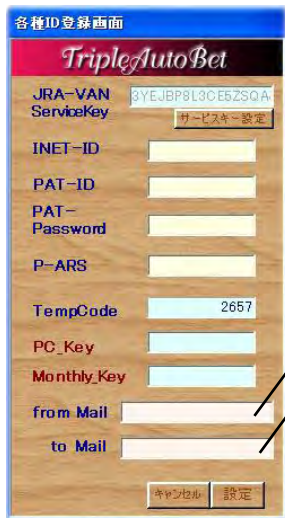 各種ID登録画面
TripleAutoBet
JRA-VAN
ServiceKey
3YEJBP8L3CE5ZSQA
サービスキー設定
INET-ID
PAT-ID
PAT-
Password
P-ARS
TempCode
2657
PC_Key
Monthly_Key
from Mail
to Mail
キャンセル
設定